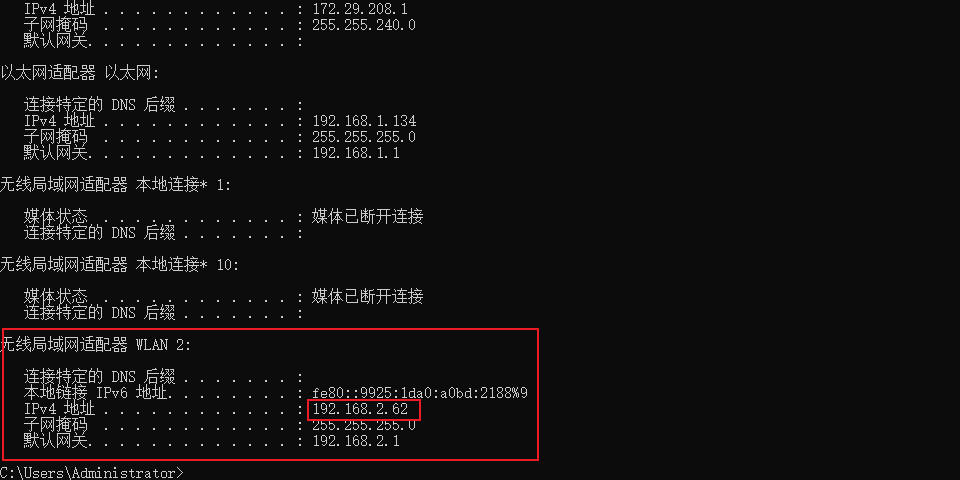 IPv4 地址 . . . . . . . . . . . . : 172.29.208.1
子网掩码 . . . . . . . . . . . . : 255.255.240.0
默认网关. . . . . . . . . . . . . :
以太网适配器 以太网:
连接特定的 DNS 后缀 . . . . . . . :
IPv4 地址 . . . . . . . . . . . . : 192.168.1.134
子网掩码 . . . . . . . . . . . . : 255.255.255.0
默认网关. . . . . . . . . . . . . : 192.168.1.1
无线局域网适配器 本地连接* 1:
媒体状态 . . . . . . . . . . . . : 媒体已断开连接
连接特定的 DNS 后缀 . . . . . . . :
无线局域网适配器 本地连接* 10:
媒体状态 . . . . . . . . . . . . : 媒体已断开连接
连接特定的 DNS 后缀 . . . . . . . :
无线局域网适配器 WLAN 2:
连接特定的 DNS 后缀 . . . . . . . :
本地链接 IPv6 地址. . . . . . . . : fe80::9925:1da0:a0bd:2188%9
IPv4 地址 . . . . . . . . . . . . : 192.168.2.62
子网掩码 . . . . . . . . . . . . : 255.255.255.0
默认网关. . . . . . . . . . . . . : 192.168.2.1
C:\Users\Administrator>